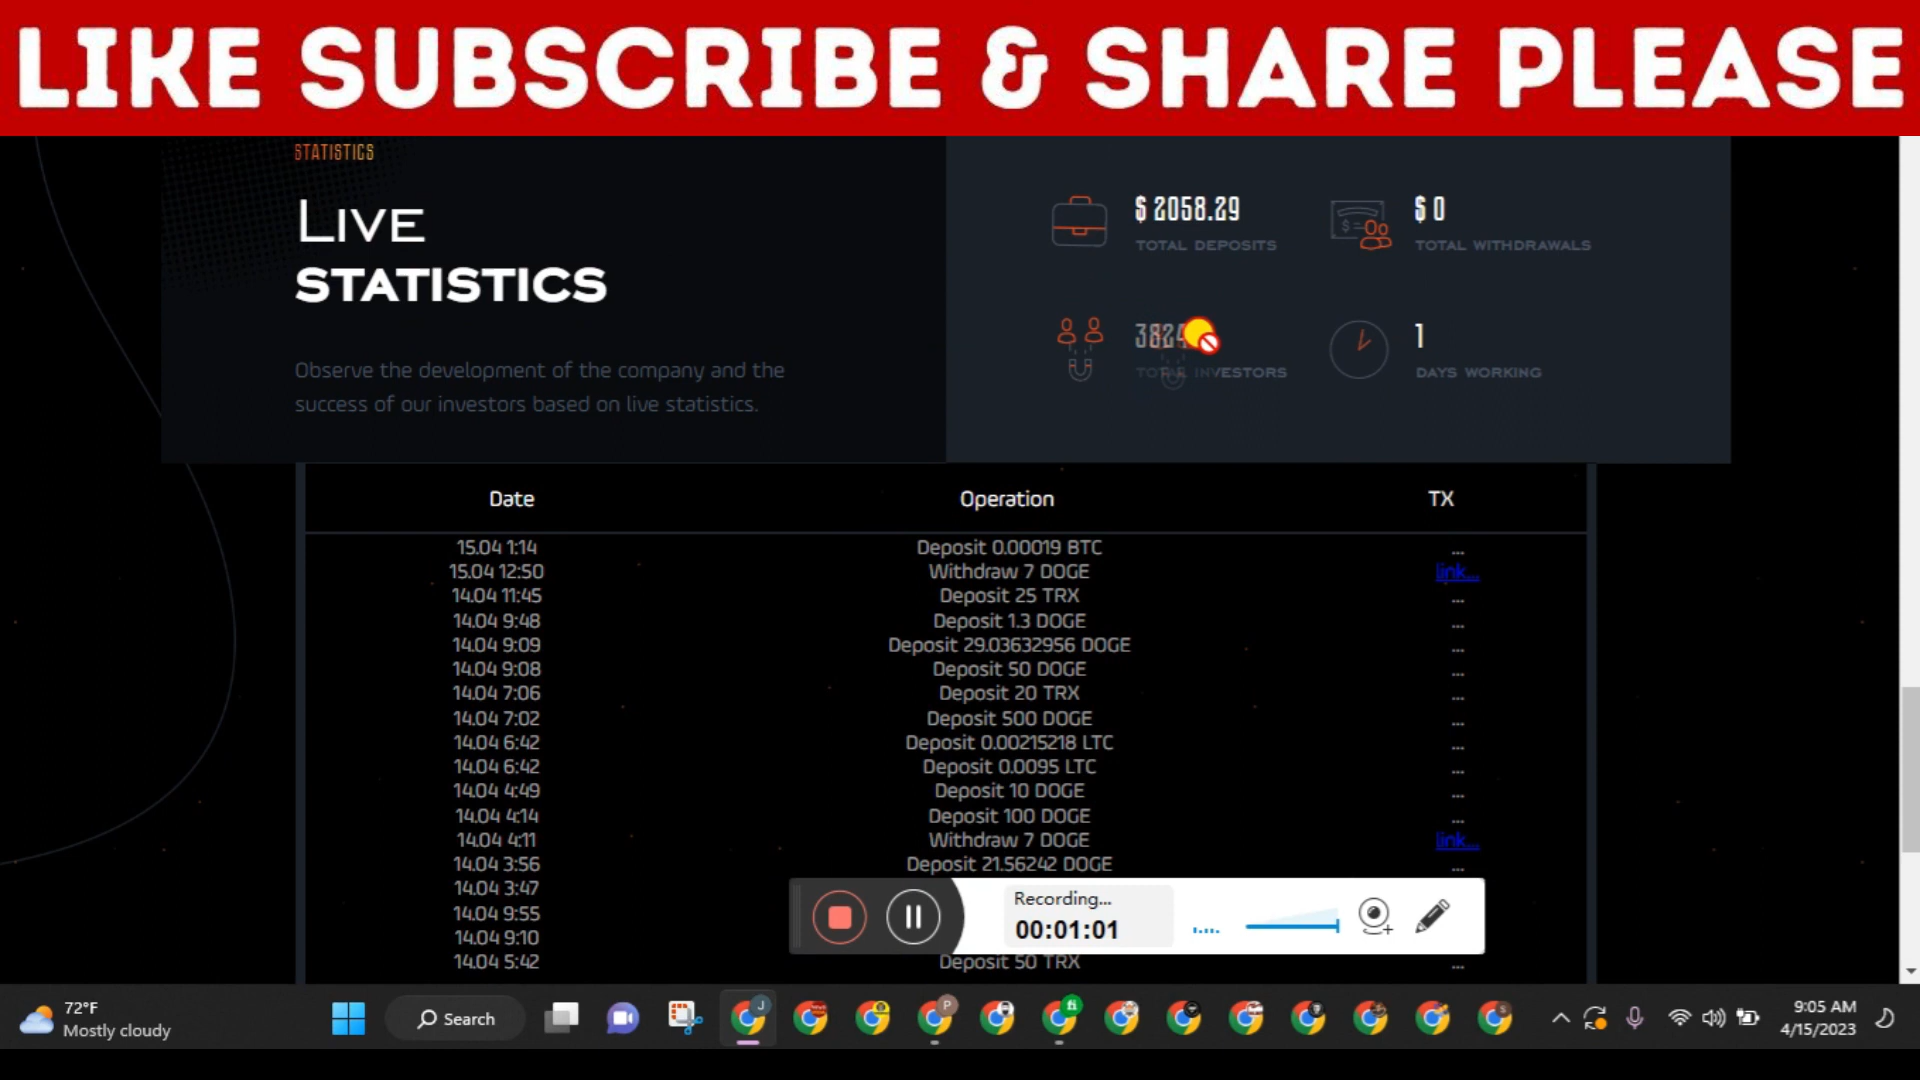 LIKE SUBSCRIBE & SHARE PLEASE
STATISTICS
LIVE
STATISTICS
Observe the development of the company and the
success of our investors based on live statistics.
$ 2058.29
TOTAL DEPOSITS
$ 0
TOTAL WITHDRAWALS
TOTAL INVESTORS
1
DAYS WORKING
Date Operation TX
15.04 1:14 Deposit 0.00019 BTC ...
15.04 12:50 Withdraw 7 DOGE link...
14.04 11:45 Deposit 25 TRX ...
14.04 9:48 Deposit 1.3 DOGE ...
14.04 9:09 Deposit 29.03632956 DOGE ...
14.04 9:08 Deposit 50 DOGE ...
14.04 7:06 Deposit 20 TRX ...
14.04 7:02 Deposit 500 DOGE ...
14.04 6:42 Deposit 0.00215218 LTC ...
14.04 6:42 Deposit 0.0095 LTC ...
14.04 4:49 Deposit 10 DOGE ...
14.04 4:14 Deposit 100 DOGE ...
14.04 4:11 Withdraw 7 DOGE link...
14.04 3:56 Deposit 21.56242 DOGE ...
14.04 3:47
14.04 9:55
14.04 9:10
14.04 5:42 Deposit 50 TRX ...
Recording...
00:01:01
72°F
Mostly cloudy
Search
9:05 AM
4/15/2023